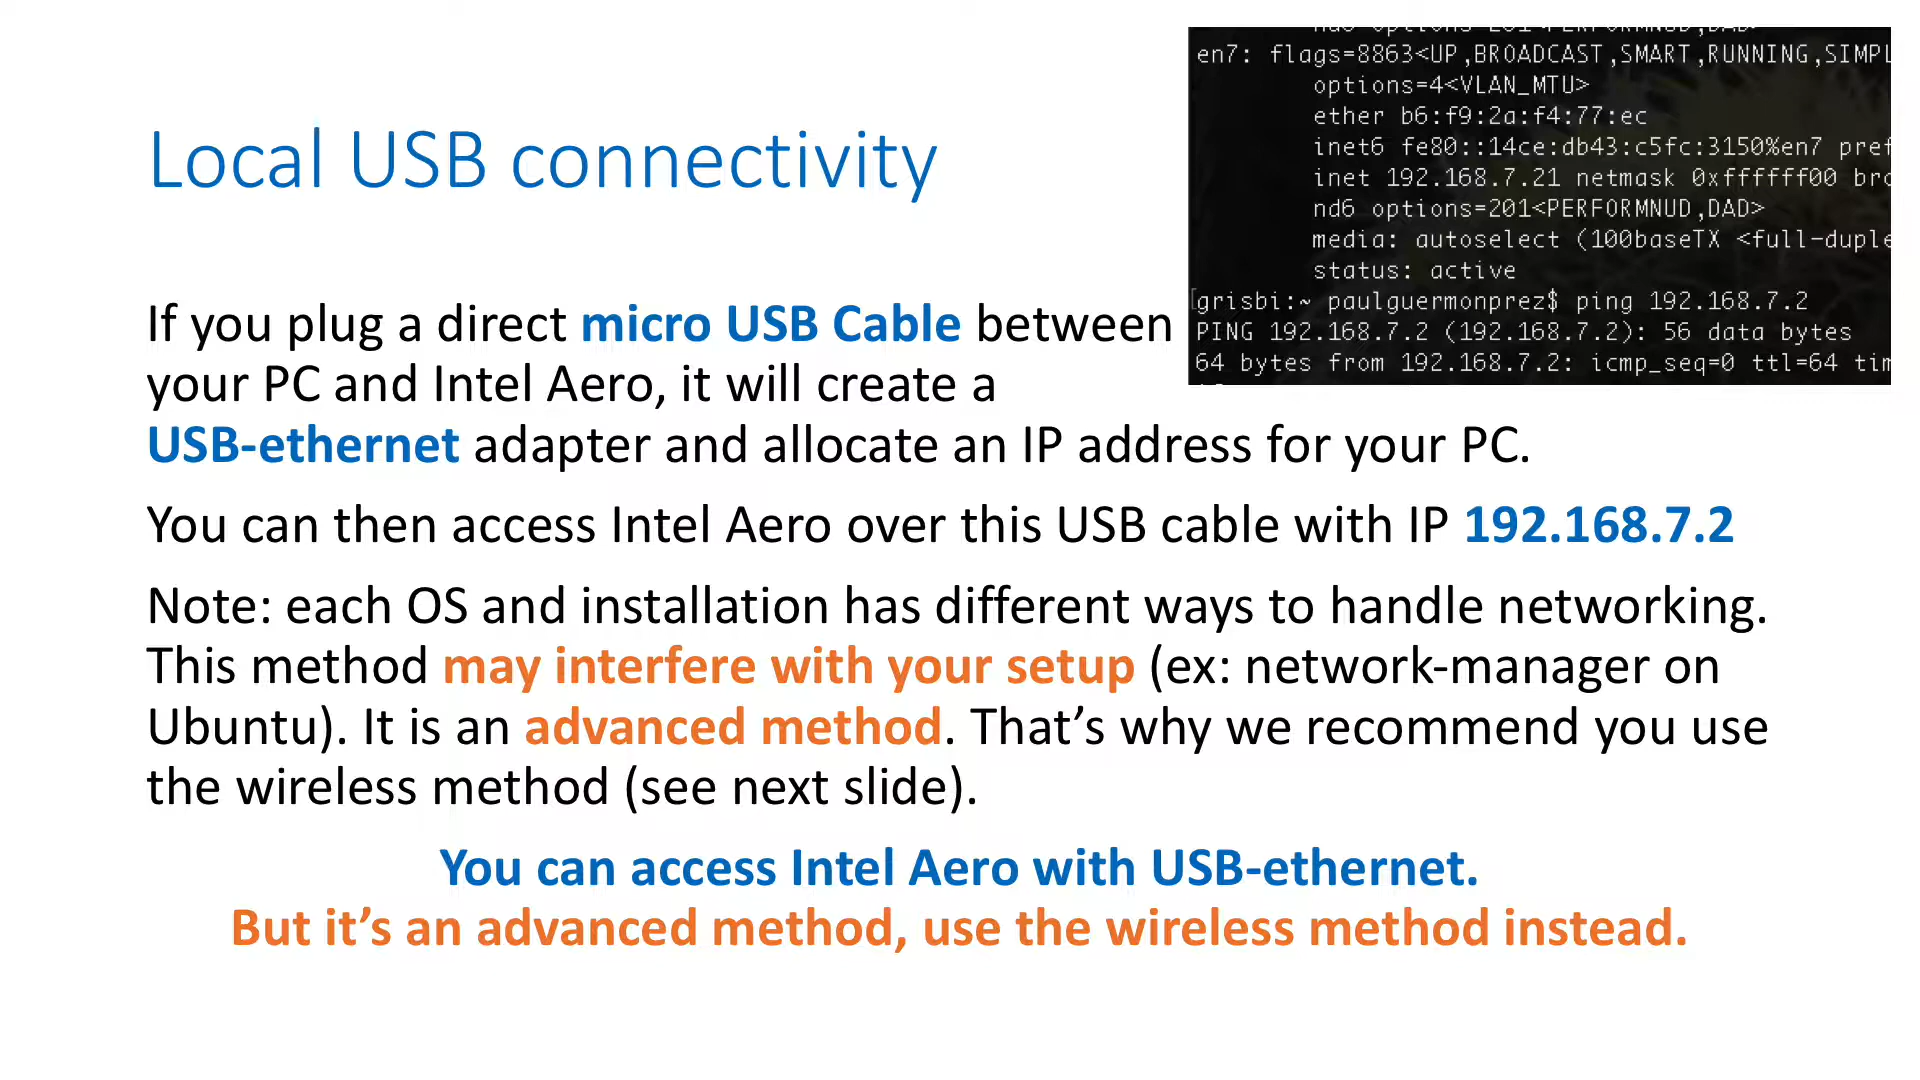 Local USB connectivity
en7: flags=8863<UP,BROADCAST,SMART,RUNNING,SIMPL
options=4<VLAN_MTU>
ether b6:f9:2a:f4:77:ec
inet6 fe80::14ce:db43:c5fc:3150%en7 pref
inet 192.168.7.21 netmask 0xffffff00 bro
nd6 options=201<PERFORMNUD,DAD>
media: autoselect (100baseTX <full-duple
status: active
[grisbi:~ paulguermonprez$ ping 192.168.7.2
PING 192.168.7.2 (192.168.7.2): 56 data bytes
64 bytes from 192.168.7.2: icmp_seq=0 ttl=64 tim
If you plug a direct micro USB Cable between
your PC and Intel Aero, it will create a
USB-ethernet adapter and allocate an IP address for your PC.
You can then access Intel Aero over this USB cable with IP 192.168.7.2
Note: each OS and installation has different ways to handle networking.
This method may interfere with your setup (ex: network-manager on
Ubuntu). It is an advanced method. That’s why we recommend you use
the wireless method (see next slide).
You can access Intel Aero with USB-ethernet.
But it’s an advanced method, use the wireless method instead.